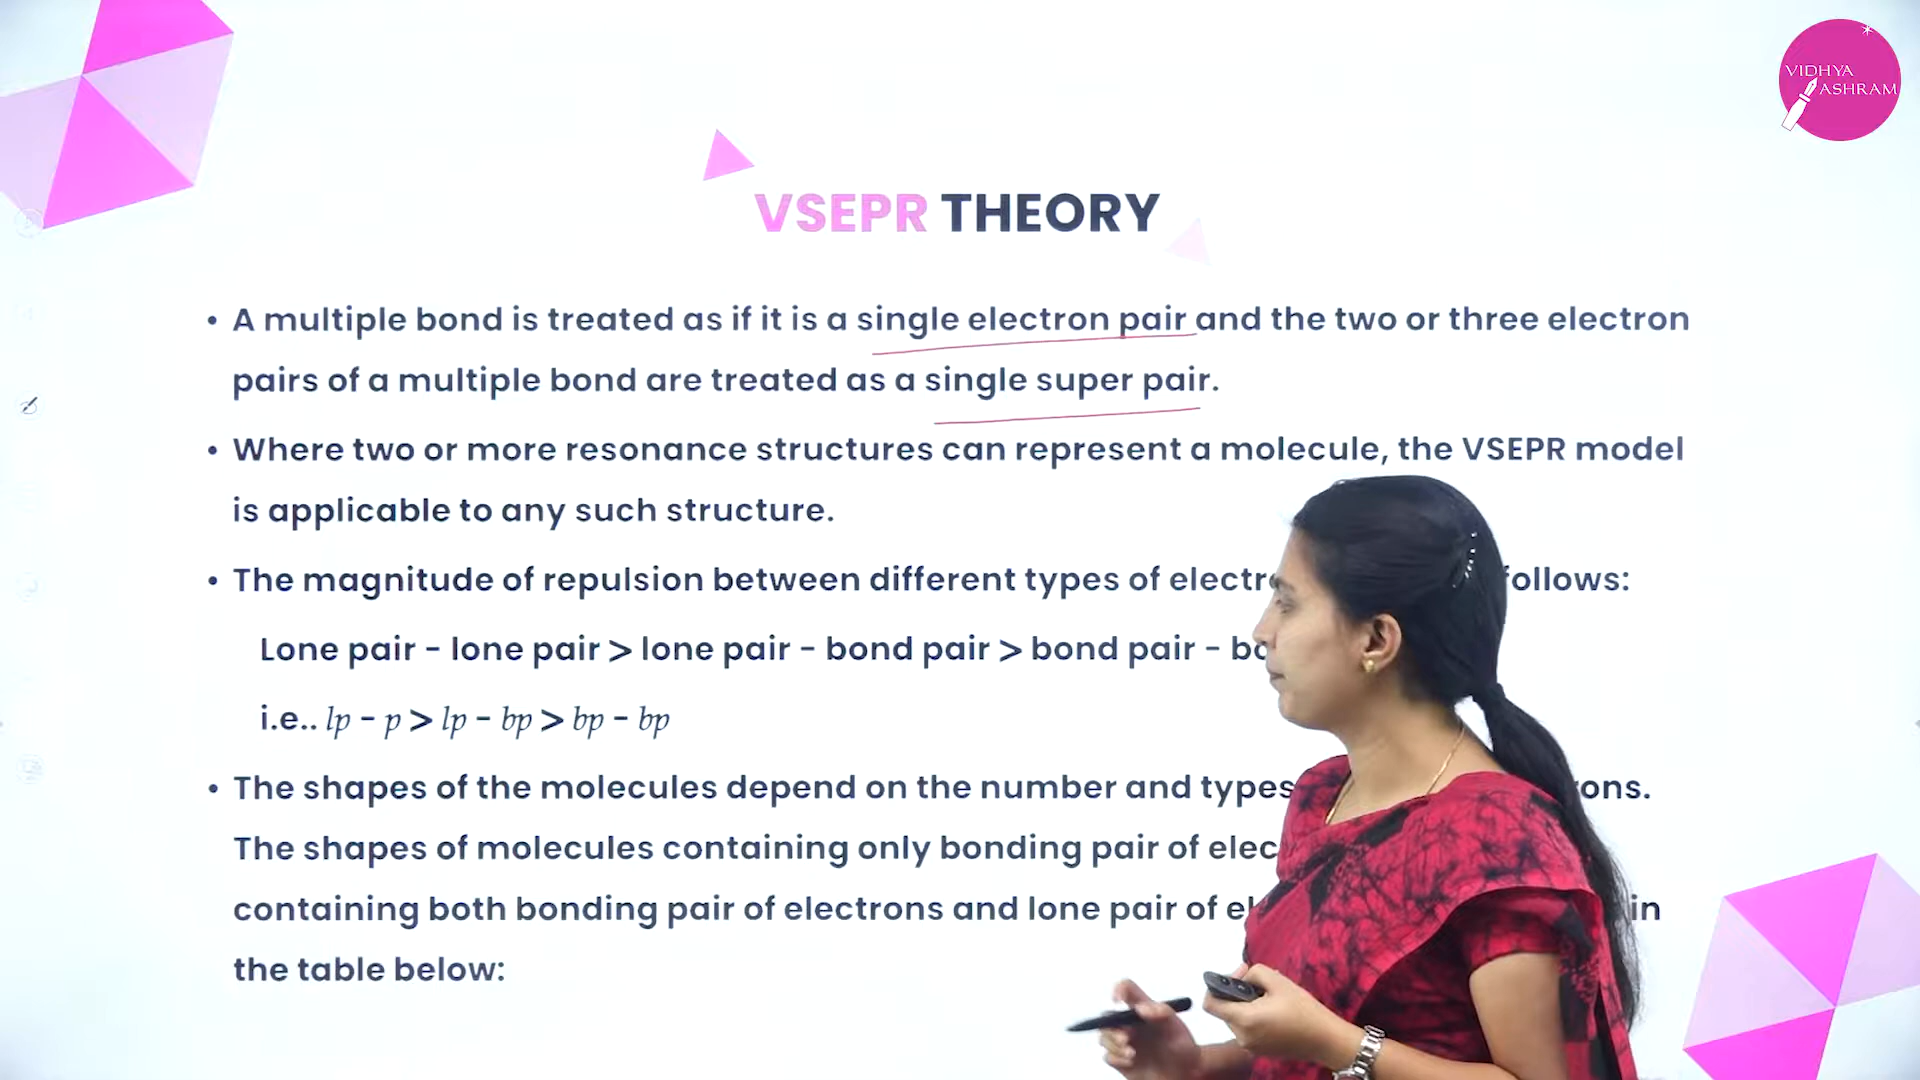 VIDHYA
ASHRAM
VSEPR THEORY
• A multiple bond is treated as if it is a single electron pair and the two or three electron
pairs of a multiple bond are treated as a single super pair.
• Where two or more resonance structures can represent a molecule, the VSEPR model
is applicable to any such structure.
• The magnitude of repulsion between different types of follows:
Lone pair - lone pair > lone pair - bond pair > bond pair -
i.e.. lp - p > lp - bp > bp - bp
• The shapes of the molecules depend on the number and types
The shapes of molecules containing only bonding pair of
containing both bonding pair of electrons and lone pair of in
the table below: